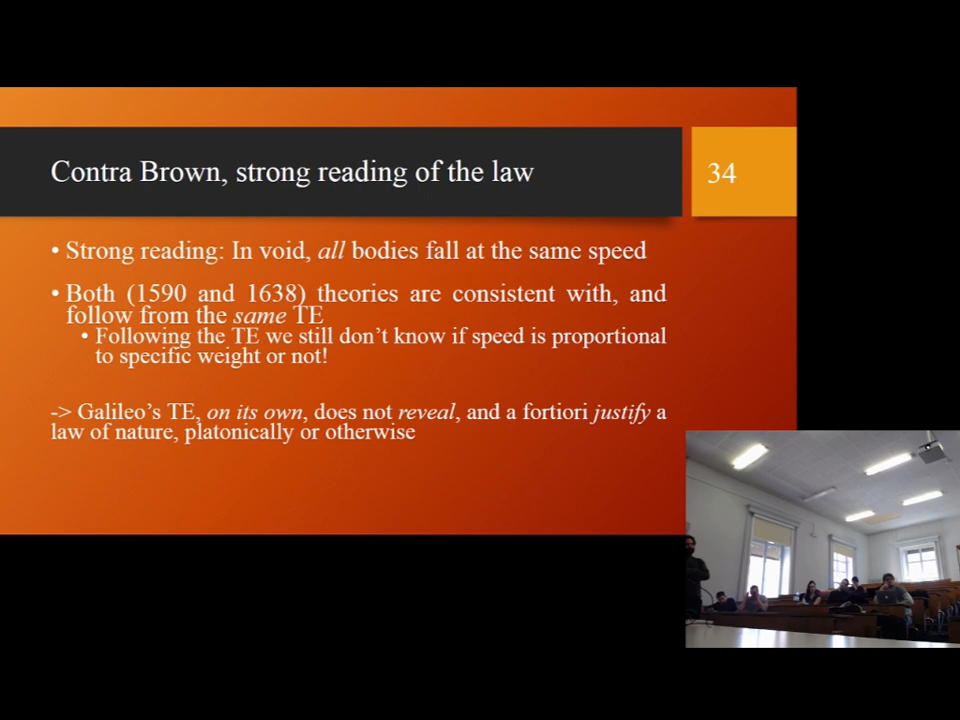 Contra Brown, strong reading of the law
34
• Strong reading: In void, all bodies fall at the same speed
• Both (1590 and 1638) theories are consistent with, and
follow from the same TE
• Following the TE we still don’t know if speed is proportional
to specific weight or not!
-> Galileo’s TE, on its own, does not reveal, and a fortiori justify a
law of nature, platonically or otherwise